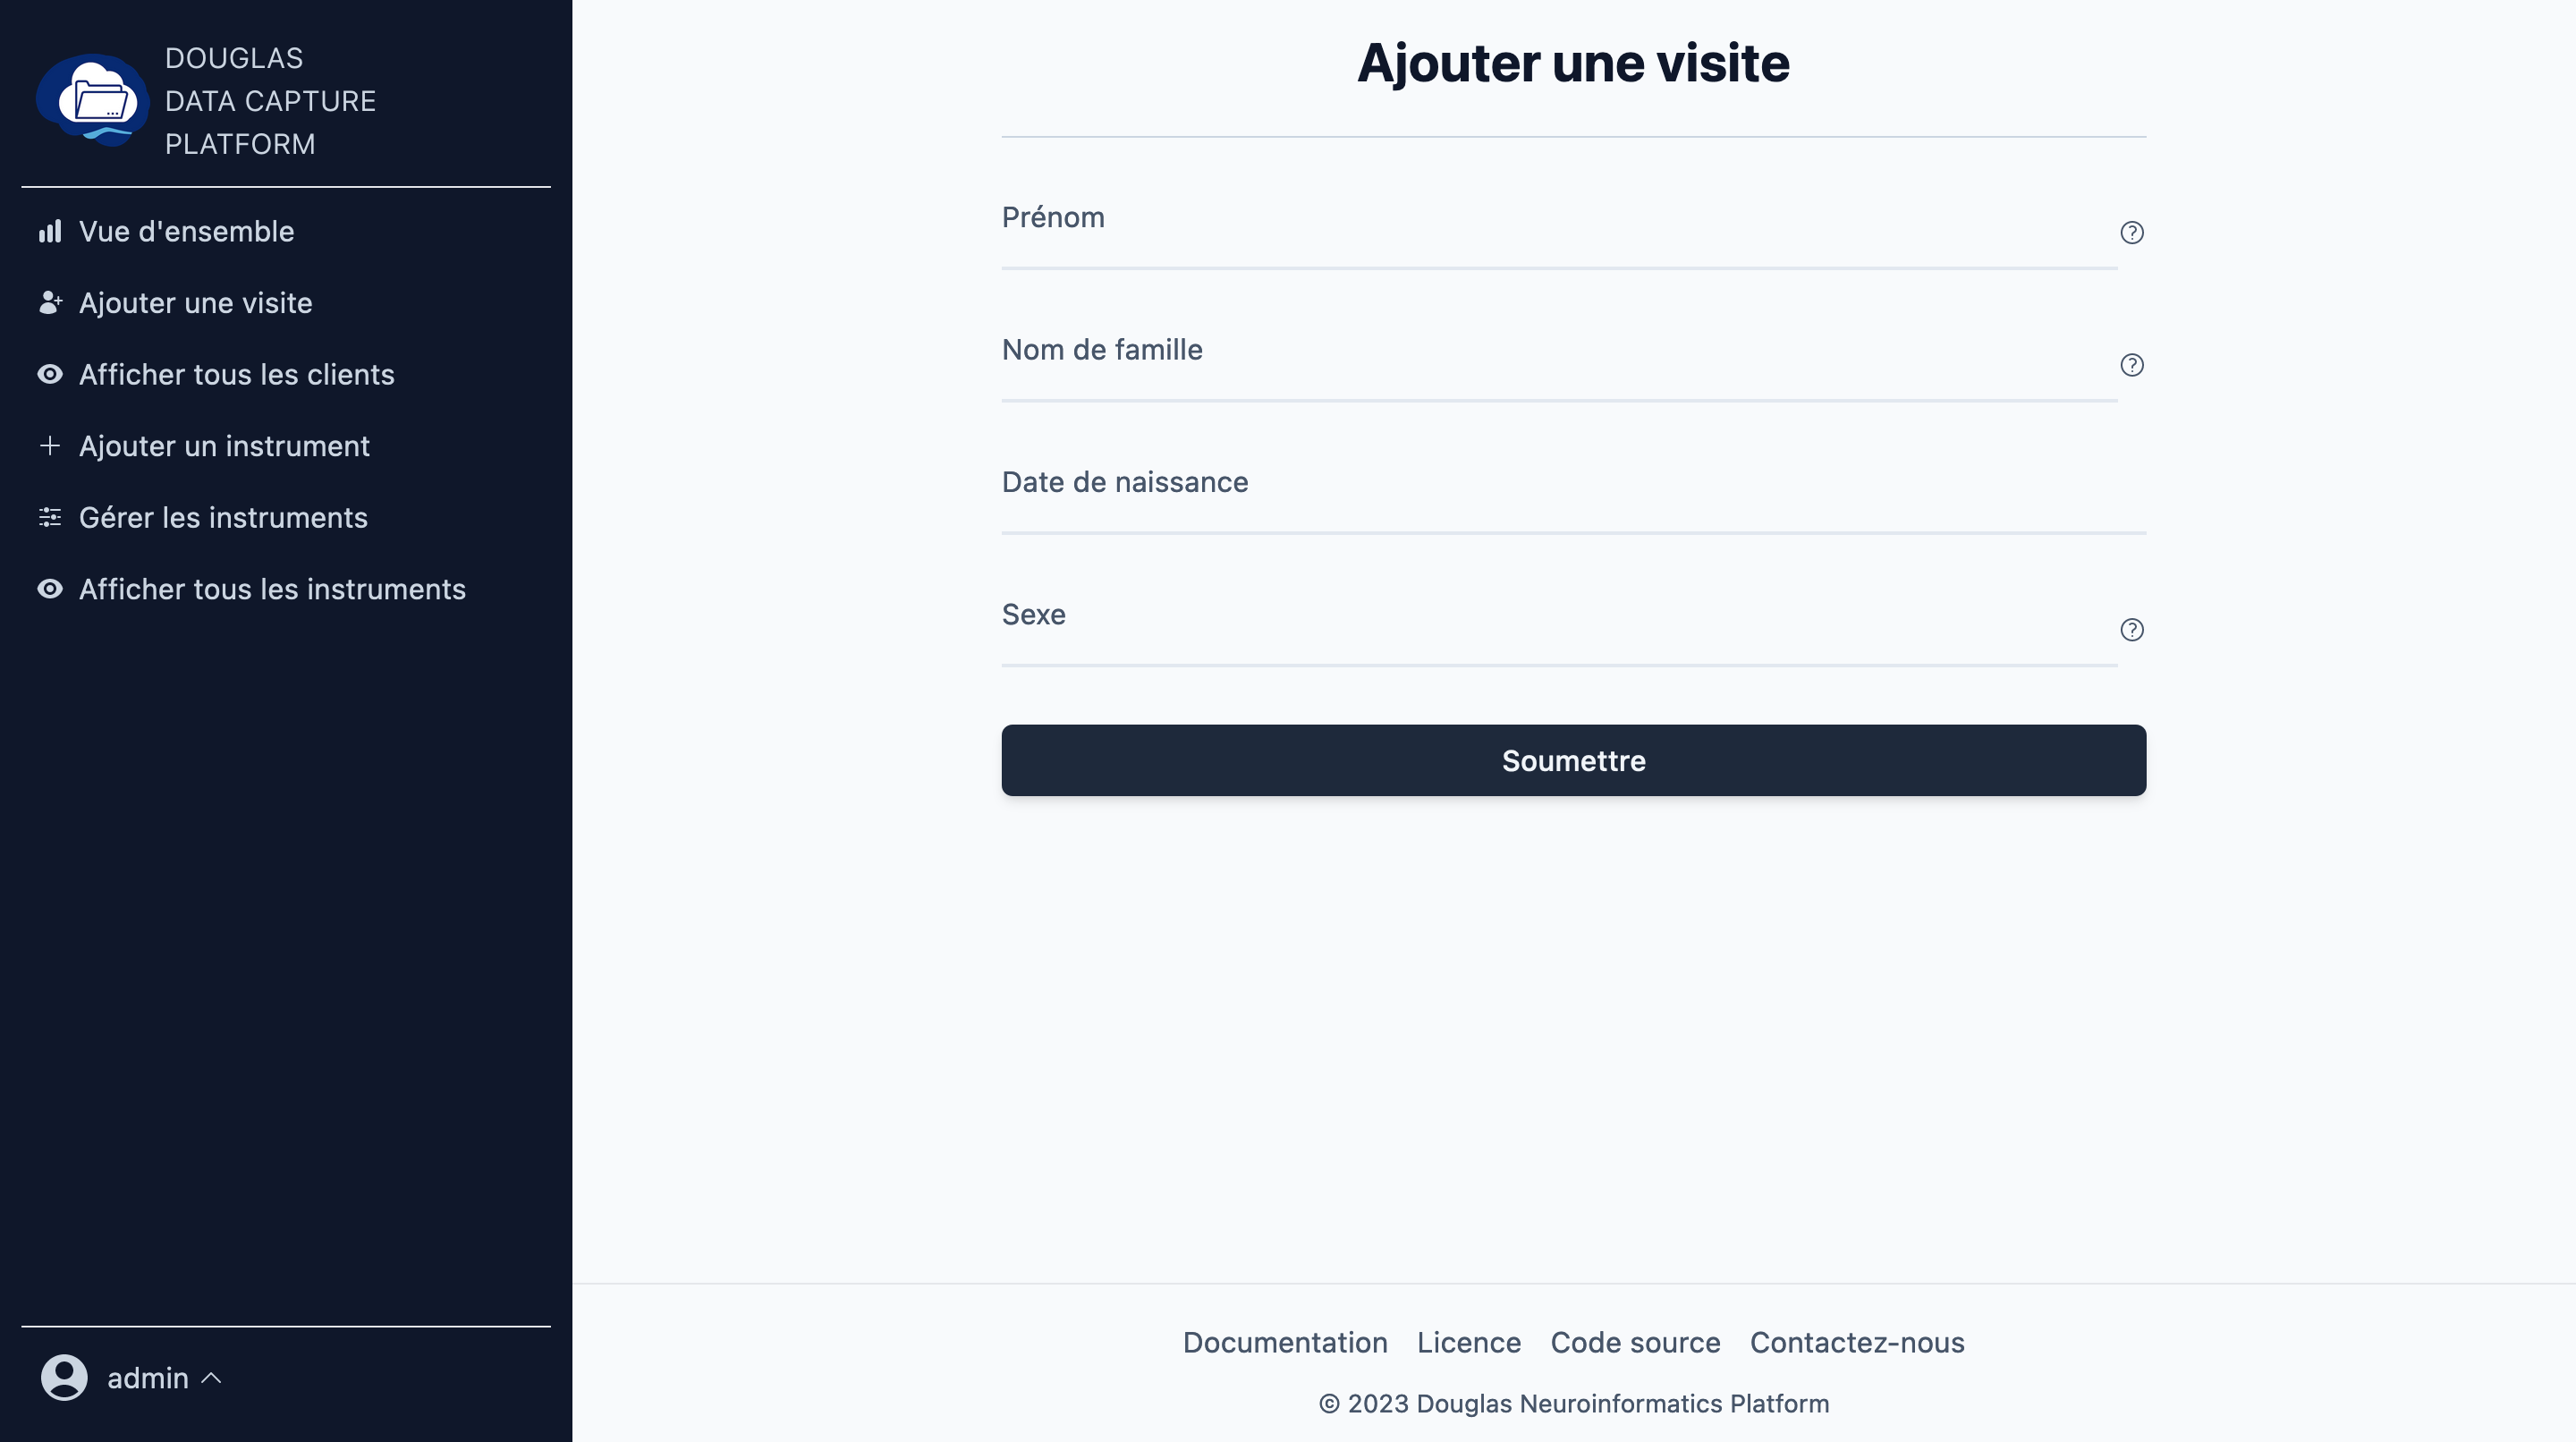 DOUGLAS
DATA CAPTURE
PLATFORM
Vue d'ensemble
Ajouter une visite
Afficher tous les clients
Ajouter un instrument
Gérer les instruments
Afficher tous les instruments
admin
Ajouter une visite
Prénom
Nom de famille
Date de naissance
Sexe
Soumettre
Documentation Licence Code source Contactez-nous
© 2023 Douglas Neuroinformatics Platform